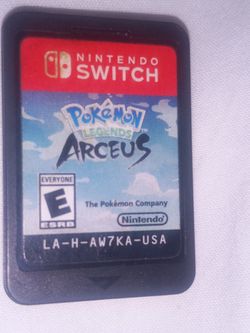 NINTENDO
SWITCH
POKéMON
LEGENDS
ARCEUS
EVERYONE
E
ESRB
The Pokémon Company
Nintendo
LA-H-AW7KA-USA